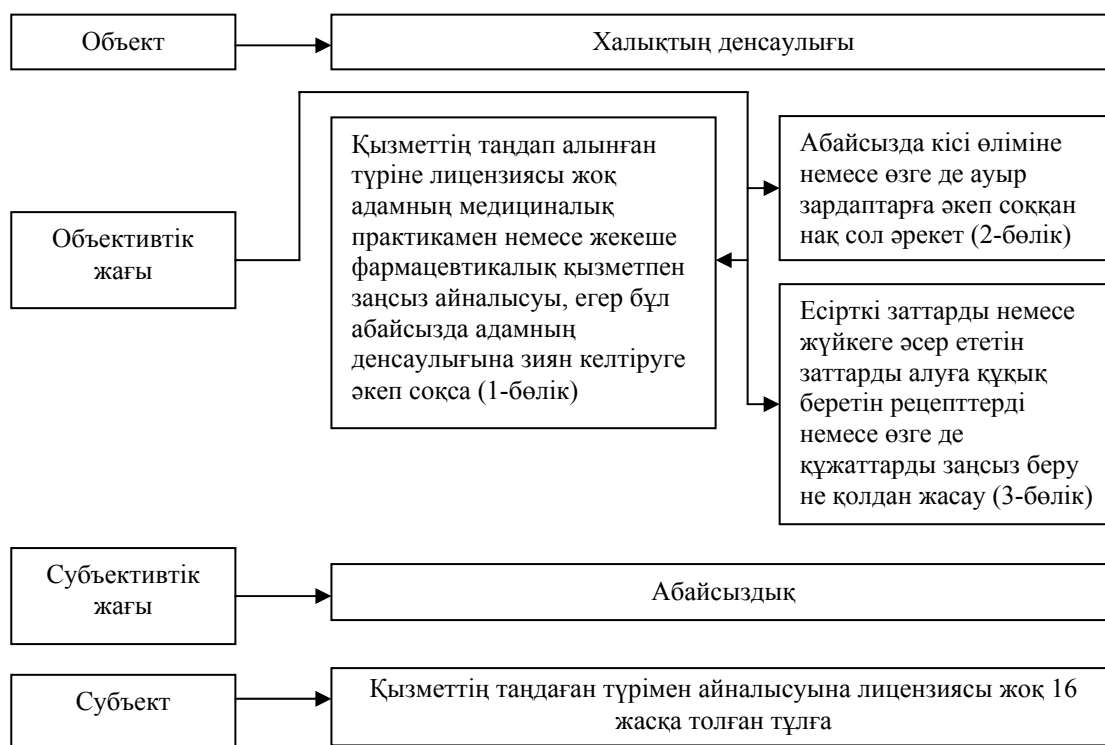 Объект
Халықтың денсаулығы
Объективтік
жағы
Қызметтің таңдап алынған
түріне лицензиясы жоқ
адамның медициналық
практикамен немесе жекеше
фармацевтикалық қызметпен
заңсыз айналысуы, егер бұл
абайсызда адамның
денсаулығына зиян келтіруге
әкеп соқса (1-бөлік)
Абайсызда кісі өліміне
немесе өзге де ауыр
зардаптарға әкеп соққан
нақ сол әрекет (2-бөлік)
Есірткі заттарды немесе
жүйкеге әсер ететін
заттарды алуға құқық
беретін рецепттерді
немесе өзге де
құжаттарды заңсыз беру
не қолдан жасау (3-бөлік)
Субъективтік
жағы
Абайсыздық
Субъект
Қызметтің таңдаған түрімен айналысуына лицензиясы жоқ 16
жасқа толған тұлға